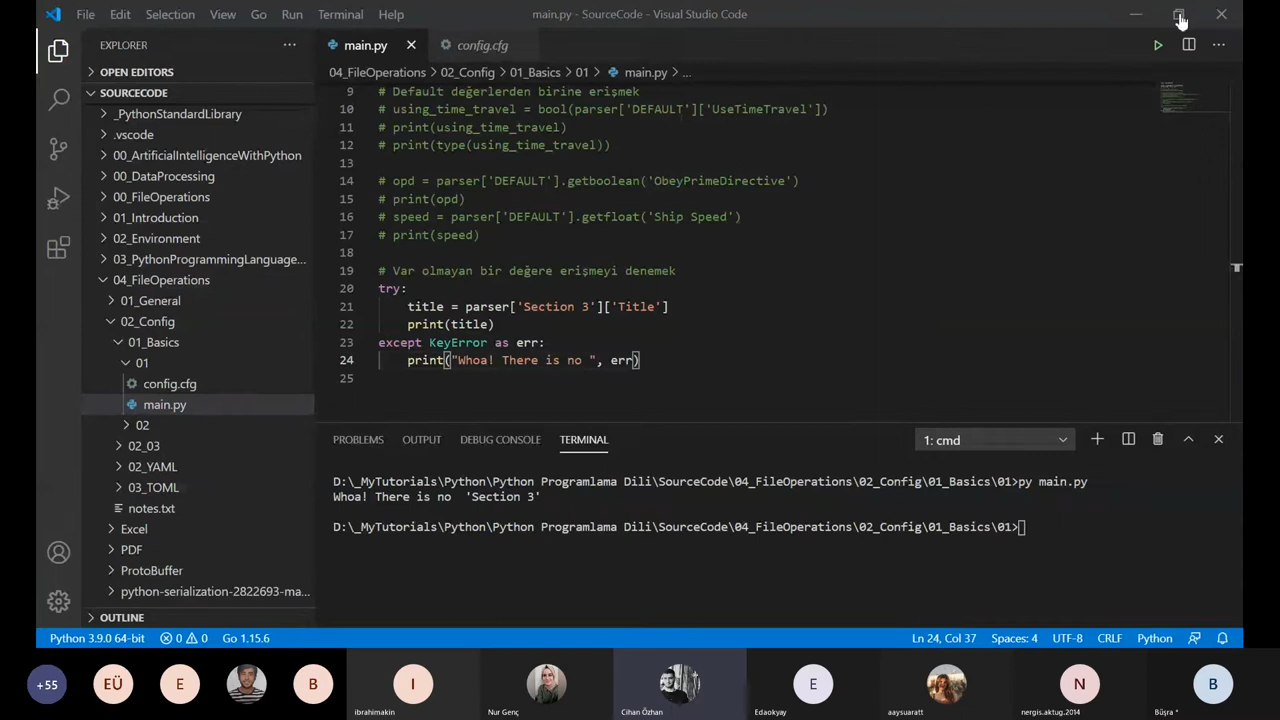 File Edit Selection View Go Run Terminal Help main.py - SourceCode - Visual Studio Code
EXPLORER
main.py
config.cfg
OPEN EDITORS
04_FileOperations > 02_Config > 01_Basics > 01 > main.py > ...
SOURCECODE
_PythonStandardLibrary
.vscode
00_ArtificialIntelligenceWithPython
00_DataProcessing
00_FileOperations
01_Introduction
02_Environment
03_PythonProgrammingLanguage...
04_FileOperations
01_General
02_Config
01_Basics
01
config.cfg
main.py
02
02_03
02_YAML
03_TOML
notes.txt
Excel
PDF
ProtoBuffer
python-serialization-2822693-ma...
OUTLINE
9 # Default değerlerden birine erişmek
10 # using_time_travel = bool(parser['DEFAULT']['UseTimeTravel'])
11 # print(using_time_travel)
12 # print(type(using_time_travel))
13
14 # opd = parser['DEFAULT'].getboolean('ObeyPrimeDirective')
15 # print(opd)
16 # speed = parser['DEFAULT'].getfloat('Ship Speed')
17 # print(speed)
18
19 # Var olmayan bir değere erişmeyi denemek
20 try:
21 title = parser['Section 3']['Title']
22 print(title)
23 except KeyError as err:
24 print("Whoa! There is no ", err)
25
PROBLEMS OUTPUT DEBUG CONSOLE TERMINAL 1: cmd
D:\_MyTutorials\Python\Python Programlama Dili\SourceCode\04_FileOperations\02_Config\01_Basics\01>py main.py
Whoa! There is no  'Section 3'
D:\_MyTutorials\Python\Python Programlama Dili\SourceCode\04_FileOperations\02_Config\01_Basics\01>
Python 3.9.0 64-bit 0 0 Go 1.15.6 Ln 24, Col 37 Spaces: 4 UTF-8 CRLF Python
+55 EÜ E B I E N B
ibrahimakin Nur Genç Cihan Özhan Edaokyay aaysuaratt nergis.aktug.2014 Büşra *